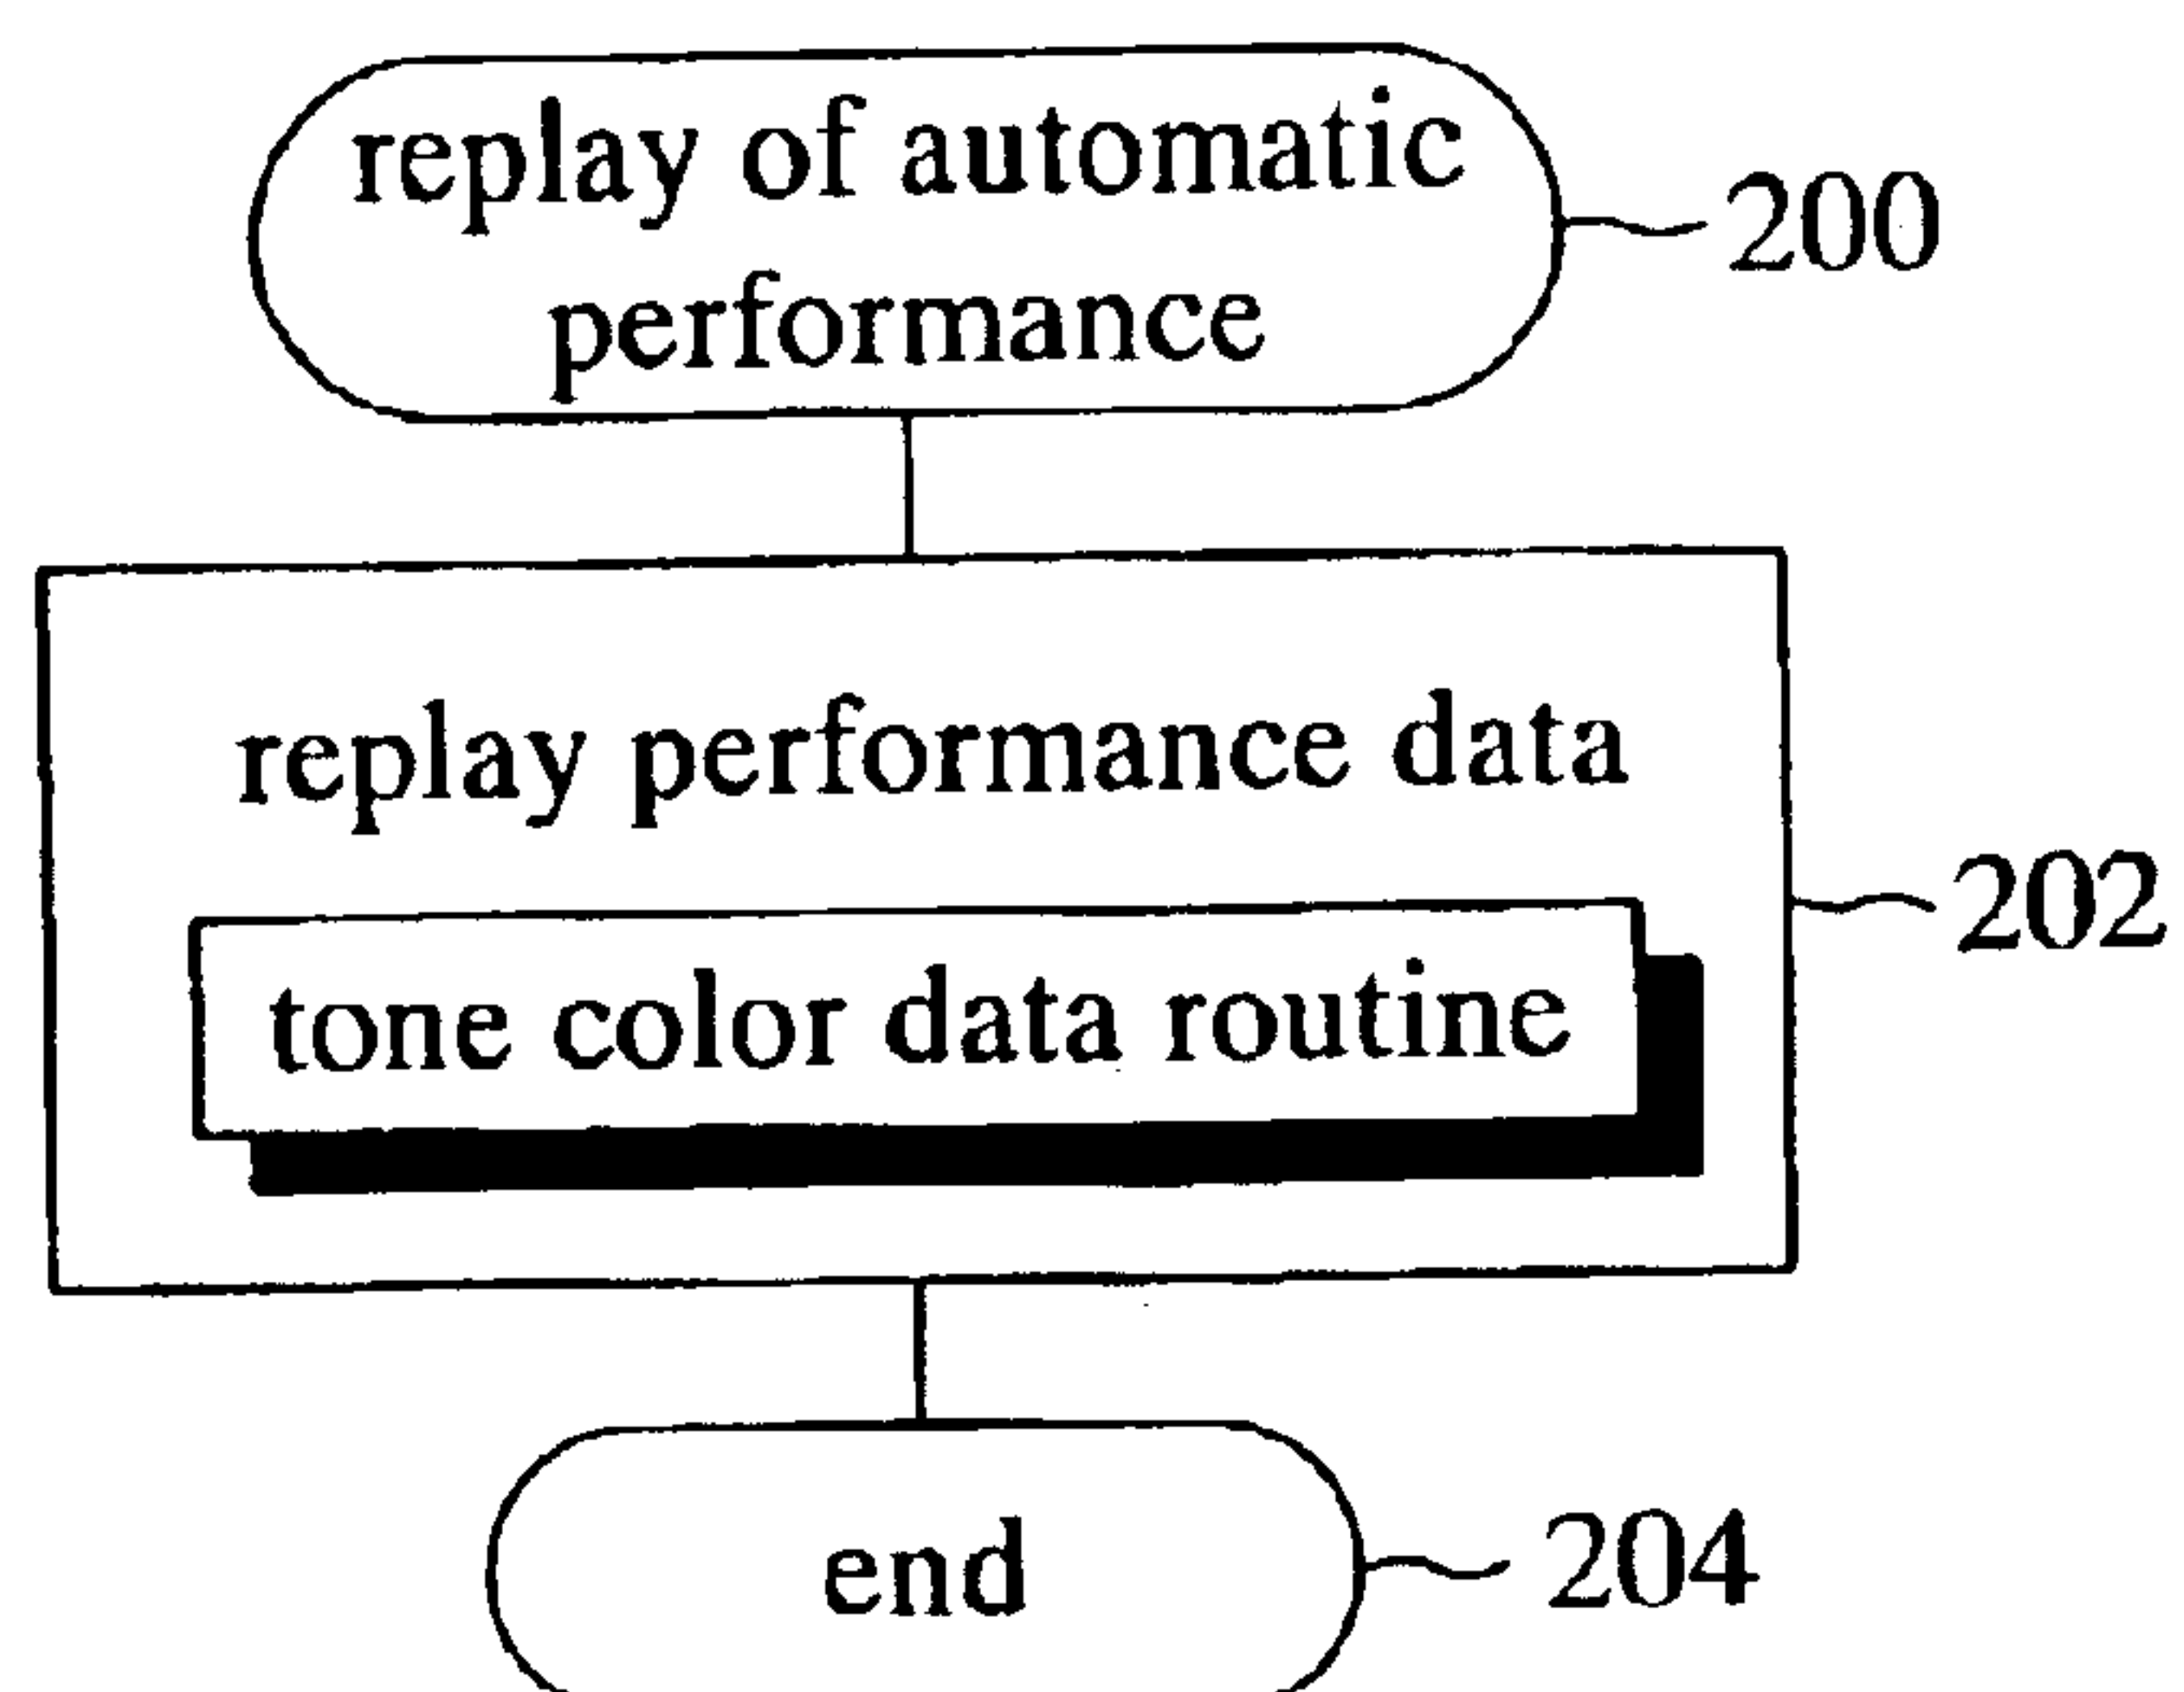 replay of automatic
performance
200
replay performance data
202
tone color data routine
end
204